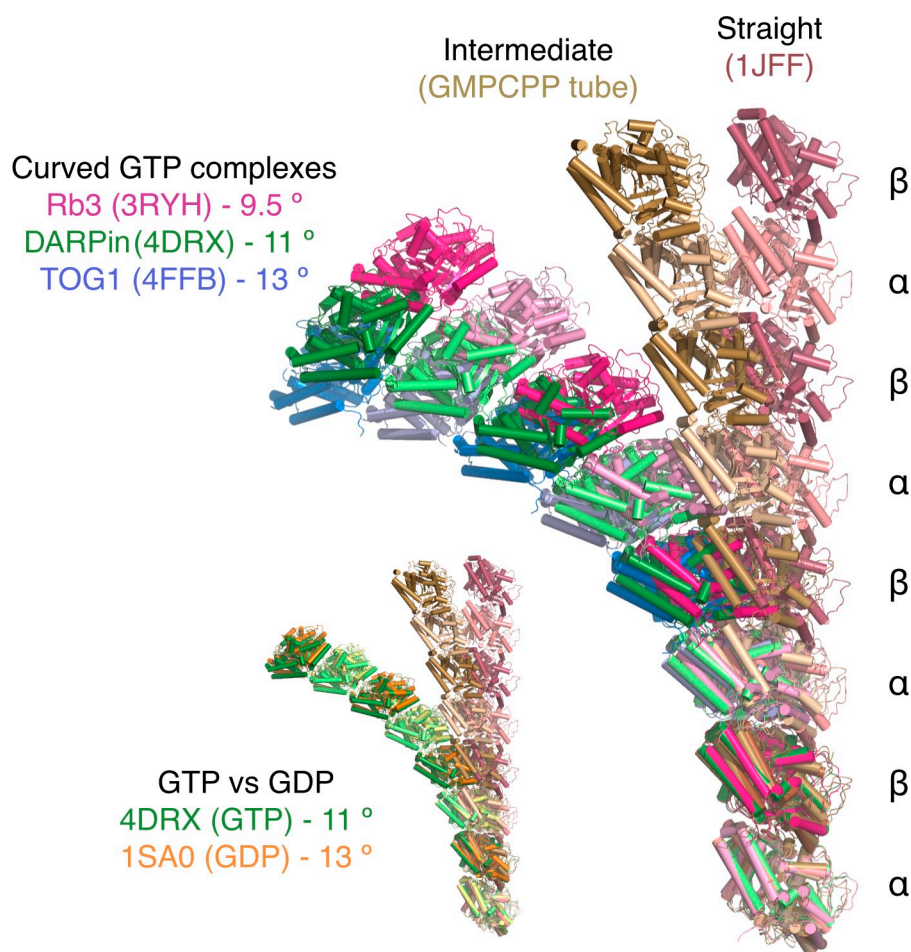 Straight
(1JFF)
Intermediate
(GMPCPP tube)
Curved GTP complexes
Rb3 (3RYH) - 9.5 º
DARPin (4DRX) - 11 º
TOG1 (4FFB) - 13 º
β
α
β
α
β
α
β
α
GTP vs GDP
4DRX (GTP) - 11 º
1SA0 (GDP) - 13 º